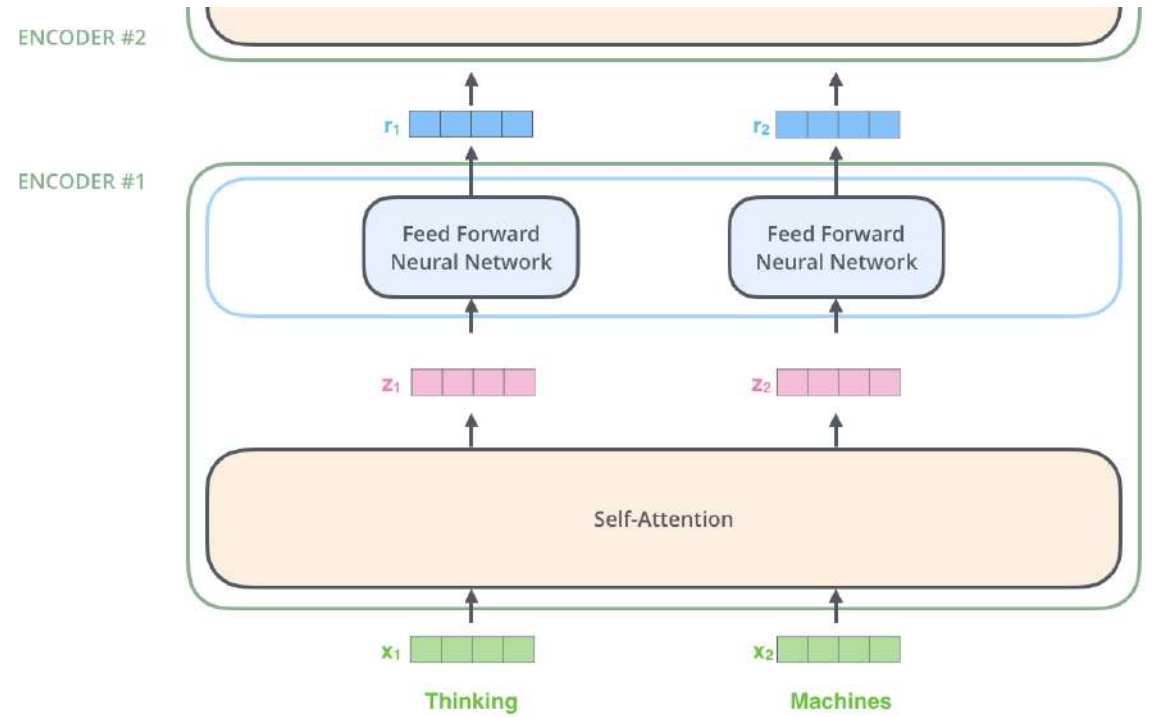 ENCODER #2
r₁
r₂
ENCODER #1
Feed Forward
Neural Network
Feed Forward
Neural Network
z₁
z₂
Self-Attention
x₁
x₂
Thinking
Machines